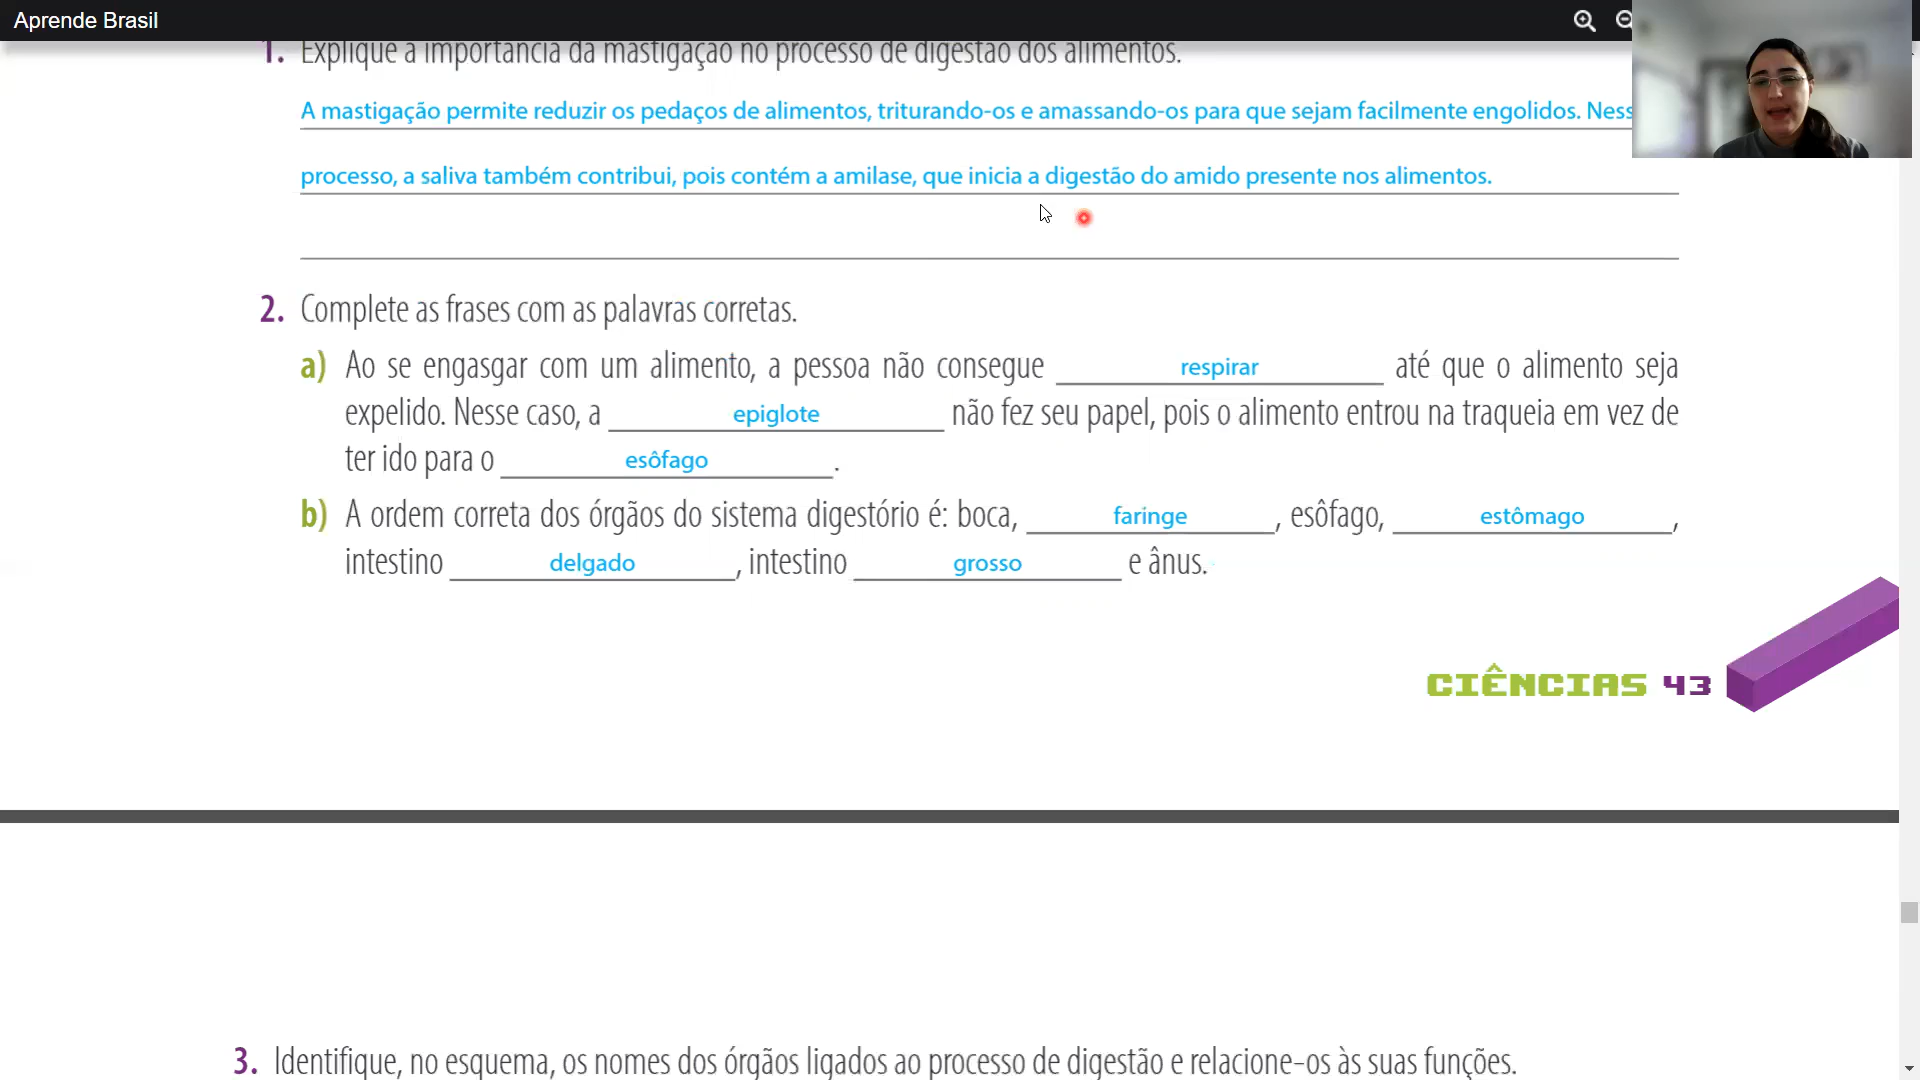 Aprende Brasil
1. Explique a importância da mastigação no processo de digestão dos alimentos.
A mastigação permite reduzir os pedaços de alimentos, triturando-os e amassando-os para que sejam facilmente engolidos.
processo, a saliva também contribui, pois contém a amilase, que inicia a digestão do amido presente nos alimentos.
2. Complete as frases com as palavras corretas.
a) Ao se engasgar com um alimento, a pessoa não consegue respirar até que o alimento seja
expelido. Nesse caso, a epiglote não fez seu papel, pois o alimento entrou na traqueia em vez de
ter ido para o esôfago.
b) A ordem correta dos órgãos do sistema digestório é: boca, faringe, esôfago, estômago,
intestino delgado, intestino grosso e ânus.
CIÊNCIAS 43
3. Identifique, no esquema, os nomes dos órgãos ligados ao processo de digestão e relacione-os às suas funções.